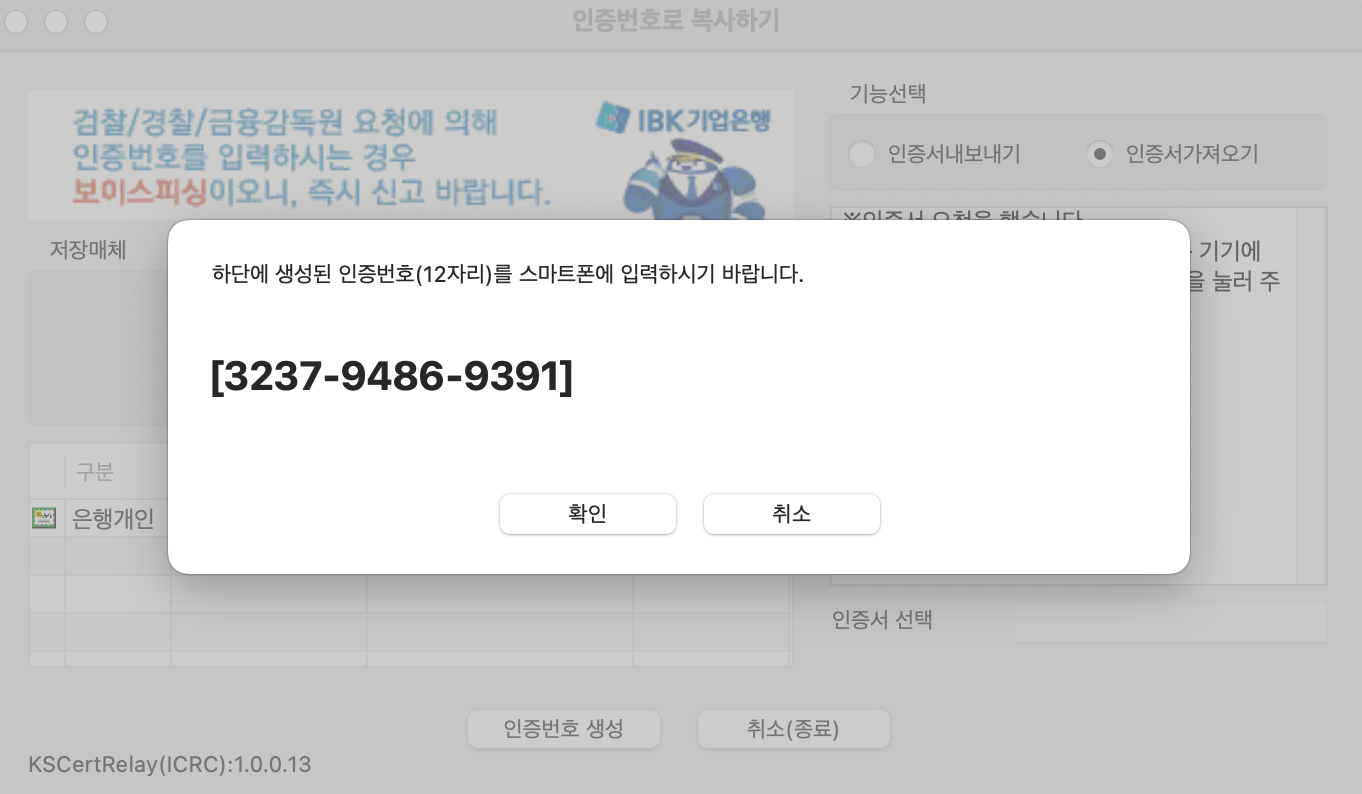 인증번호로 복사하기
검찰/경찰/금융감독원 요청에 의해
인증번호를 입력하시는 경우
보이스피싱이오니, 즉시 신고 바랍니다.
IBK기업은행
기능선택
인증서내보내기
인증서가져오기
※인증서 요청을 했습니다
기기에
을 눌러 주
저장매체
하단에 생성된 인증번호(12자리)를 스마트폰에 입력하시기 바랍니다.
[3237-9486-9391]
확인
취소
구분
은행개인
인증서 선택
인증번호 생성
취소(종료)
KSCertRelay(ICRC):1.0.0.13